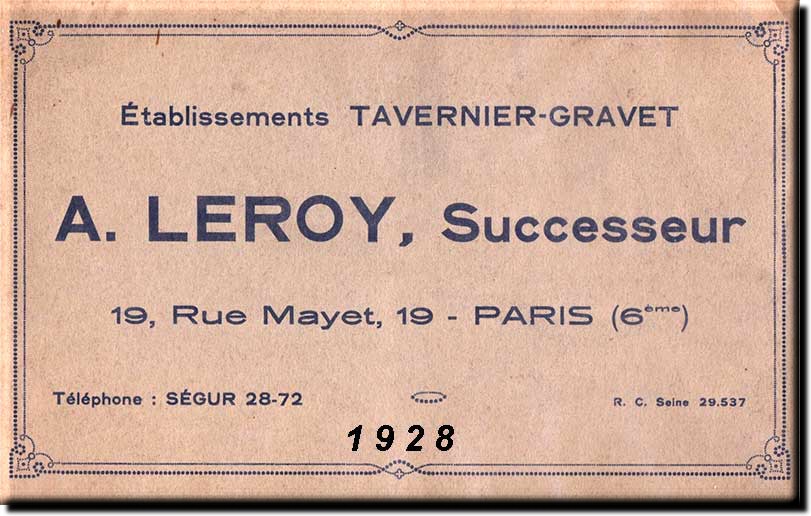 Établissements TAVERNIER-GRAVET
A. LEROY, Successeur
19, Rue Mayet, 19 - PARIS (6ème)
Téléphone : SÉGUR 28-72
R. C. Seine 29.537
1928